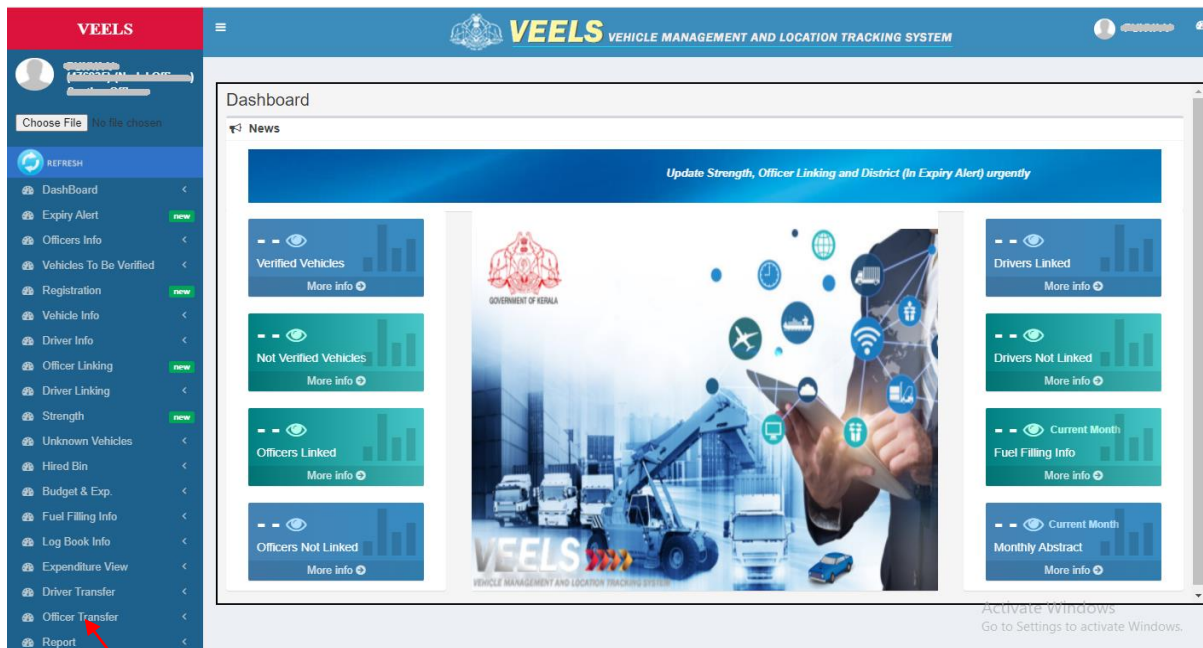 VEELS
VEELS VEHICLE MANAGEMENT AND LOCATION TRACKING SYSTEM
Choose File No file chosen
REFRESH
DashBoard
Expiry Alert new
Officers Info
Vehicles To Be Verified
Registration new
Vehicle Info
Driver Info
Officer Linking new
Driver Linking
Strength new
Unknown Vehicles
Hired Bin
Budget & Exp.
Fuel Filling Info
Log Book Info
Expenditure View
Driver Transfer
Officer Transfer
Report
Dashboard
News
Update Strength, Officer Linking and District (In Expiry Alert) urgently
- -
Verified Vehicles
More info
- -
Not Verified Vehicles
More info
- -
Officers Linked
More info
- -
Officers Not Linked
More info
GOVERNMENT OF KERALA
VEELS
VEHICLE MANAGEMENT AND LOCATION TRACKING SYSTEM
- -
Drivers Linked
More info
- -
Drivers Not Linked
More info
- - Current Month
Fuel Filling Info
More info
- - Current Month
Monthly Abstract
More info
Activate Windows
Go to Settings to activate Windows.